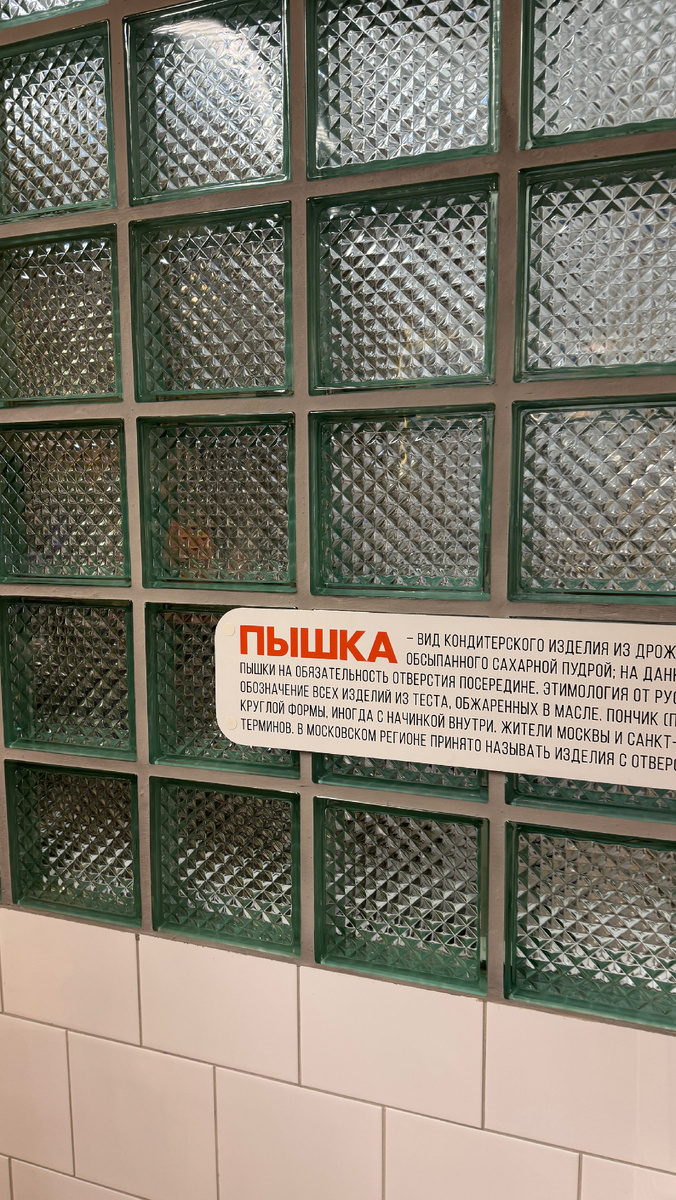 ПЫШКА – ВИД КОНДИТЕРСКОГО ИЗДЕЛИЯ ИЗ ДРОЖ
ОБСЫПАННОГО САХАРНОЙ ПУДРОЙ; НА ДАНН
ПЫШКИ НА ОБЯЗАТЕЛЬНОСТЬ ОТВЕРСТИЯ ПОСЕРЕДИНЕ. ЭТИМОЛОГИЯ ОТ РУС
ОБОЗНАЧЕНИЕ ВСЕХ ИЗДЕЛИЙ ИЗ ТЕСТА, ОБЖАРЕННЫХ В МАСЛЕ. ПОНЧИК (П
КРУГЛОЙ ФОРМЫ, ИНОГДА С НАЧИНКОЙ ВНУТРИ. ЖИТЕЛИ МОСКВЫ И САНКТ-
ТЕРМИНОВ. В МОСКОВСКОМ РЕГИОНЕ ПРИНЯТО НАЗЫВАТЬ ИЗДЕЛИЯ С ОТВЕРС